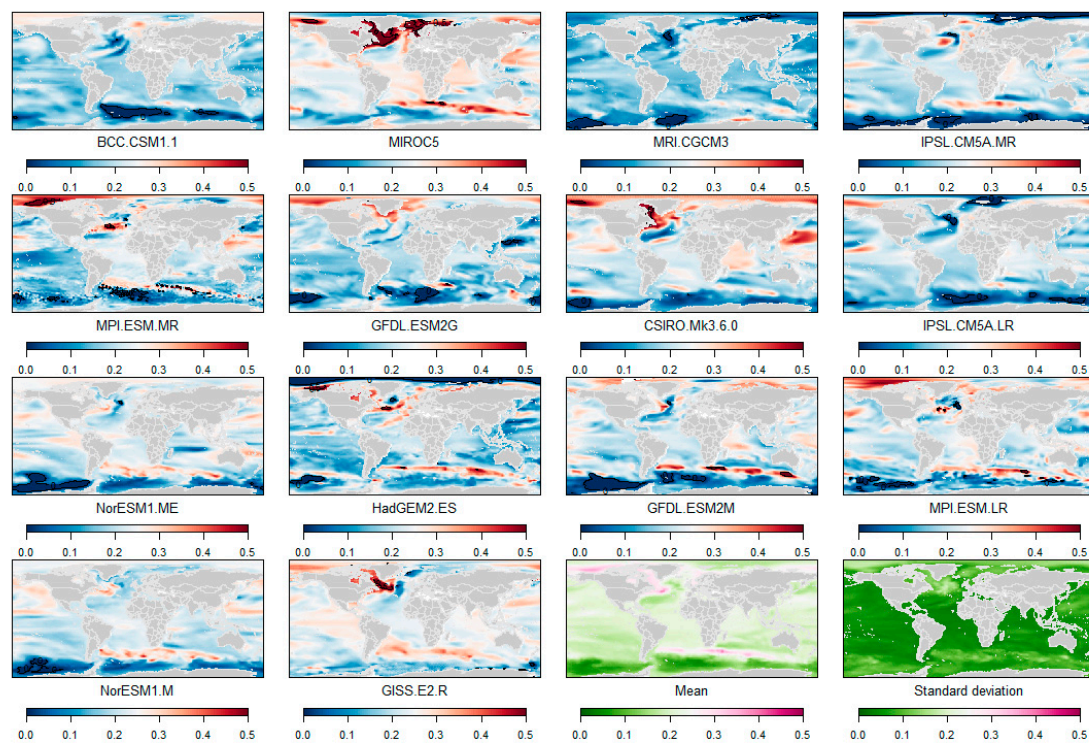 BCC.CSM1.1 MIROC5 MRI.CGCM3 IPSL.CM5A.MR
0.0 0.1 0.2 0.3 0.4 0.5 0.0 0.1 0.2 0.3 0.4 0.5 0.0 0.1 0.2 0.3 0.4 0.5 0.0 0.1 0.2 0.3 0.4 0.5
MPI.ESM.MR GFDL.ESM2G CSIRO.Mk3.6.0 IPSL.CM5A.LR
0.0 0.1 0.2 0.3 0.4 0.5 0.0 0.1 0.2 0.3 0.4 0.5 0.0 0.1 0.2 0.3 0.4 0.5 0.0 0.1 0.2 0.3 0.4 0.5
NorESM1.ME HadGEM2.ES GFDL.ESM2M MPI.ESM.LR
0.0 0.1 0.2 0.3 0.4 0.5 0.0 0.1 0.2 0.3 0.4 0.5 0.0 0.1 0.2 0.3 0.4 0.5 0.0 0.1 0.2 0.3 0.4 0.5
NorESM1.M GISS.E2.R Mean Standard deviation
0.0 0.1 0.2 0.3 0.4 0.5 0.0 0.1 0.2 0.3 0.4 0.5 0.0 0.1 0.2 0.3 0.4 0.5 0.0 0.1 0.2 0.3 0.4 0.5